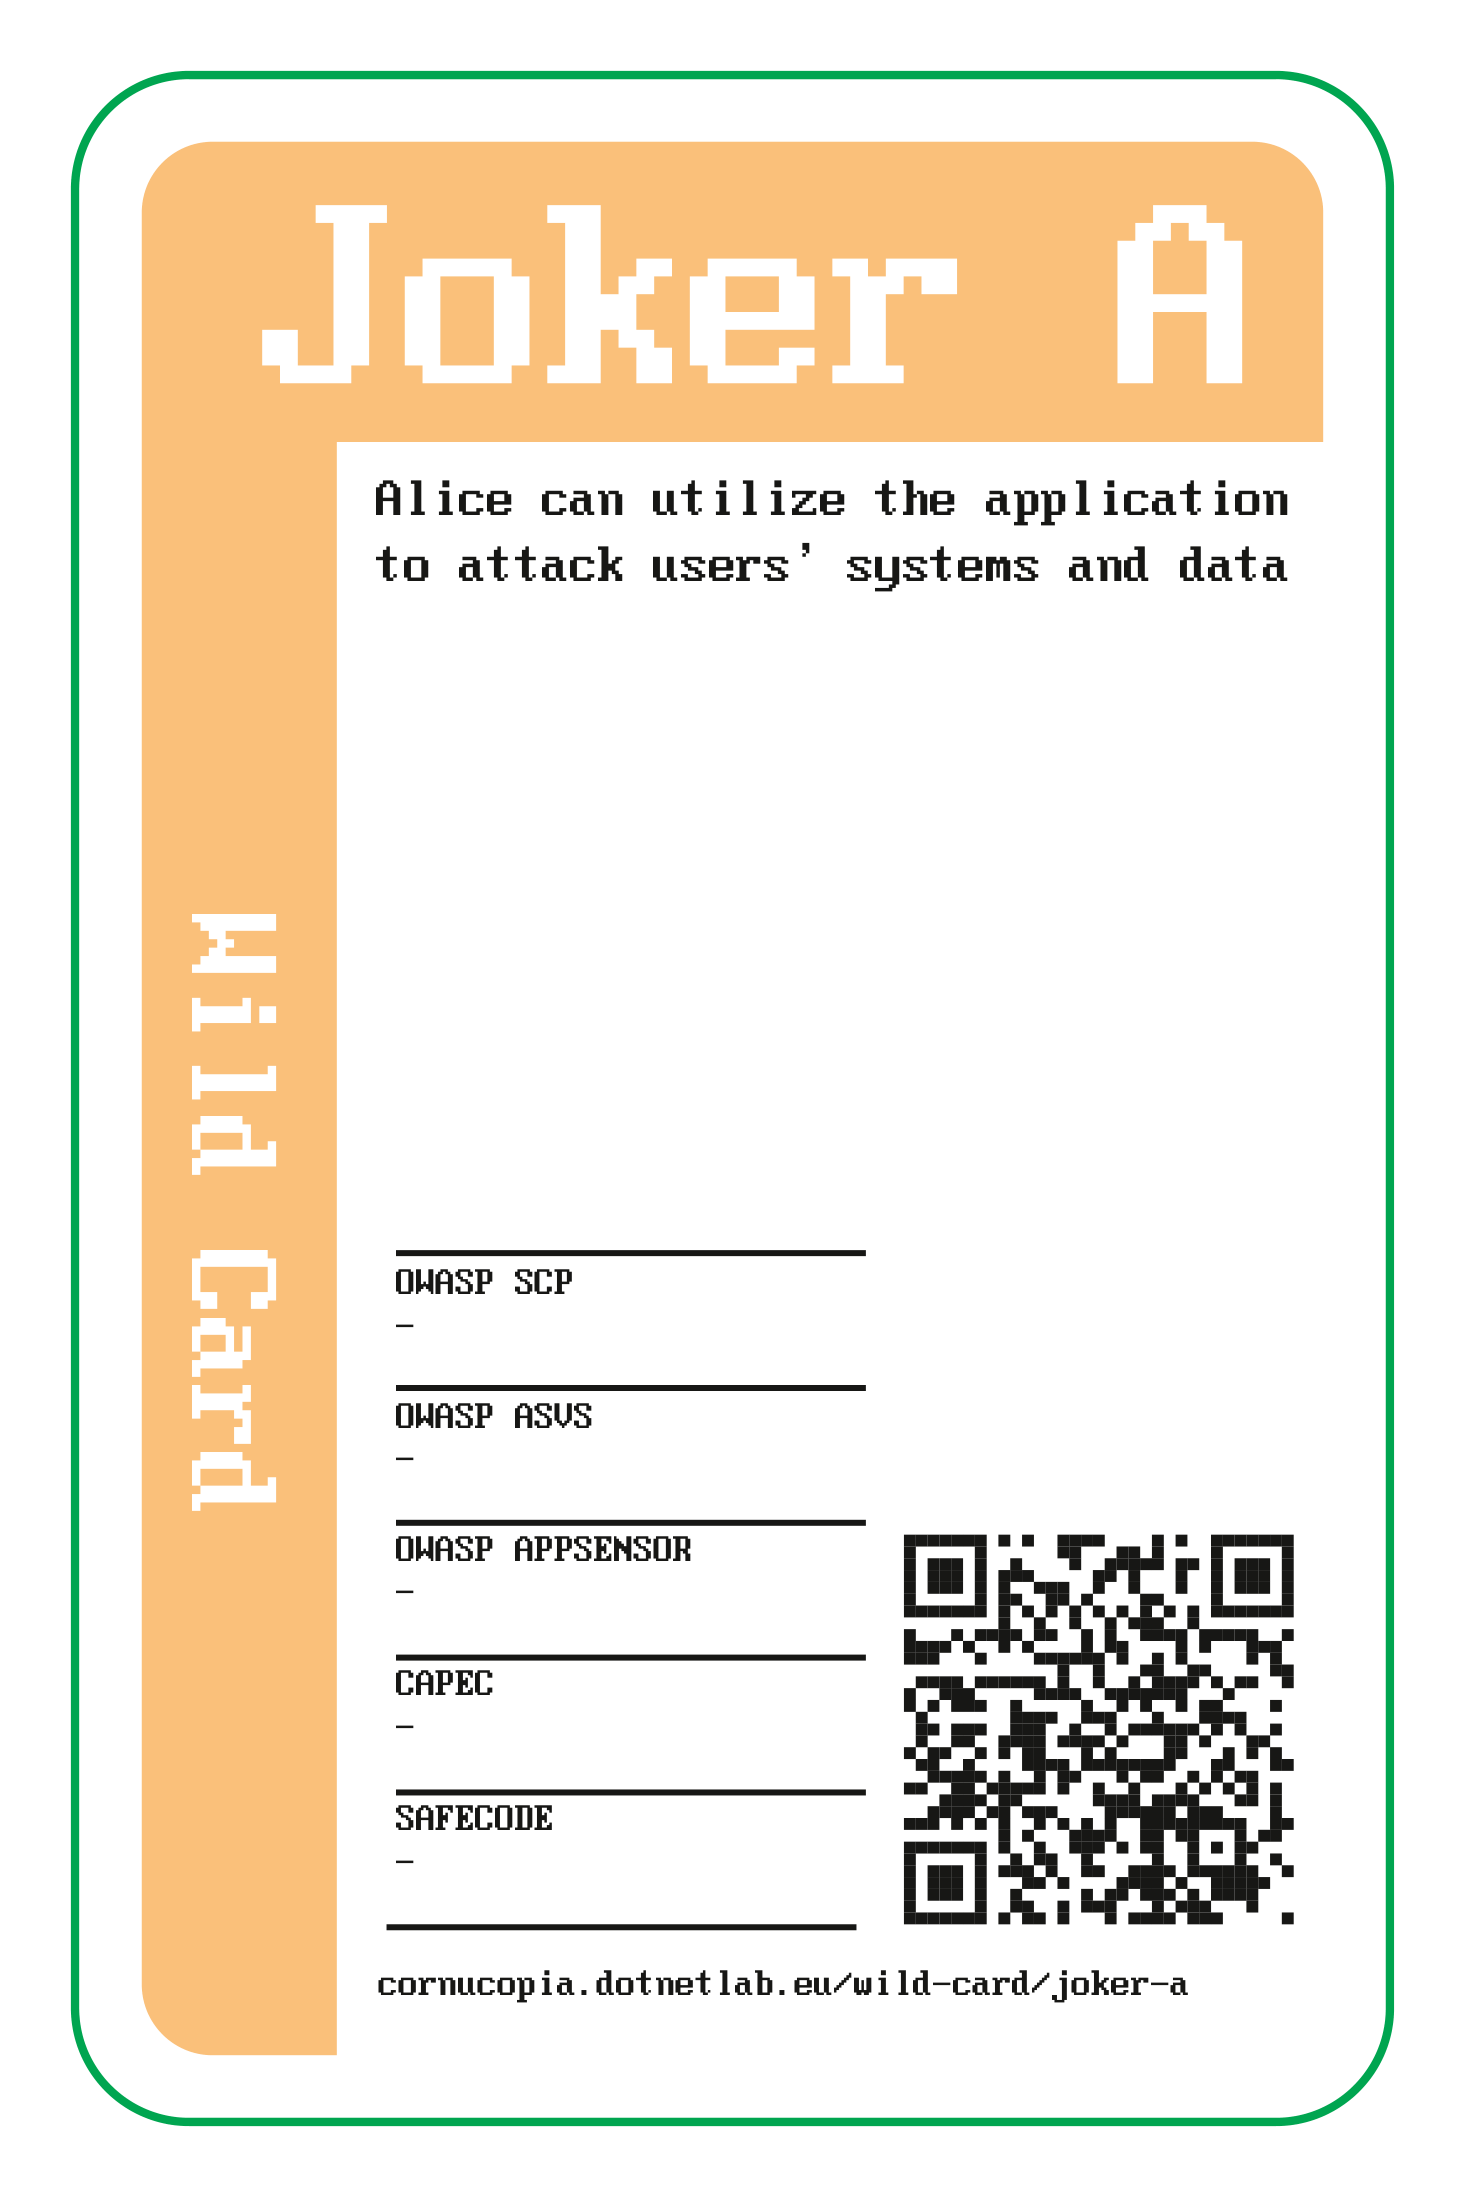 Joker A
Alice can utilize the application
to attack users’ systems and data
Wild Card
OWASP SCP
–
OWASP ASVS
–
OWASP APPSENSOR
–
CAPEC
–
SAFECODE
–
cornucopia.dotnetlab.eu/wild-card/joker-a